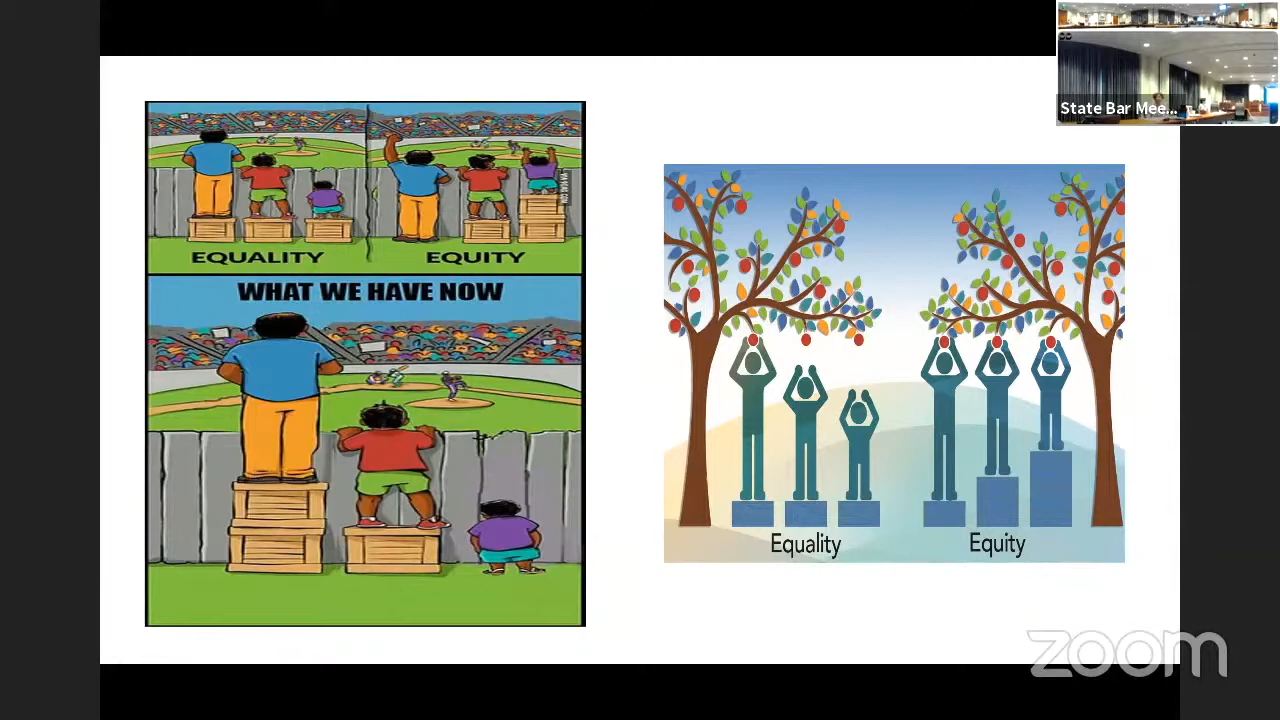 State Bar Mee...
EQUALITY
EQUITY
WHAT WE HAVE NOW
Equality
Equity
zoom